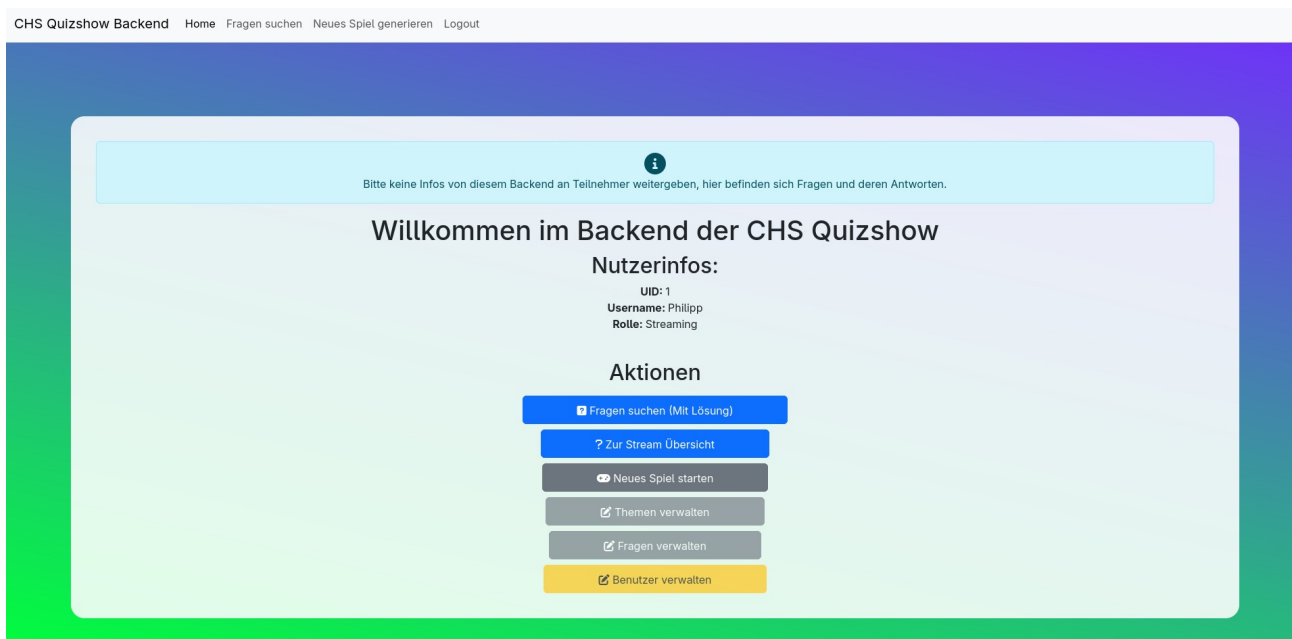 CHS Quizshow Backend Home Fragen suchen Neues Spiel generieren Logout
Bitte keine Infos von diesem Backend an Teilnehmer weitergeben, hier befinden sich Fragen und deren Antworten.
Willkommen im Backend der CHS Quizshow
Nutzerinfos:
UID: 1
Username: Philipp
Rolle: Streaming
Aktionen
Fragen suchen (Mit Lösung)
Zur Stream Übersicht
Neues Spiel starten
Themen verwalten
Fragen verwalten
Benutzer verwalten